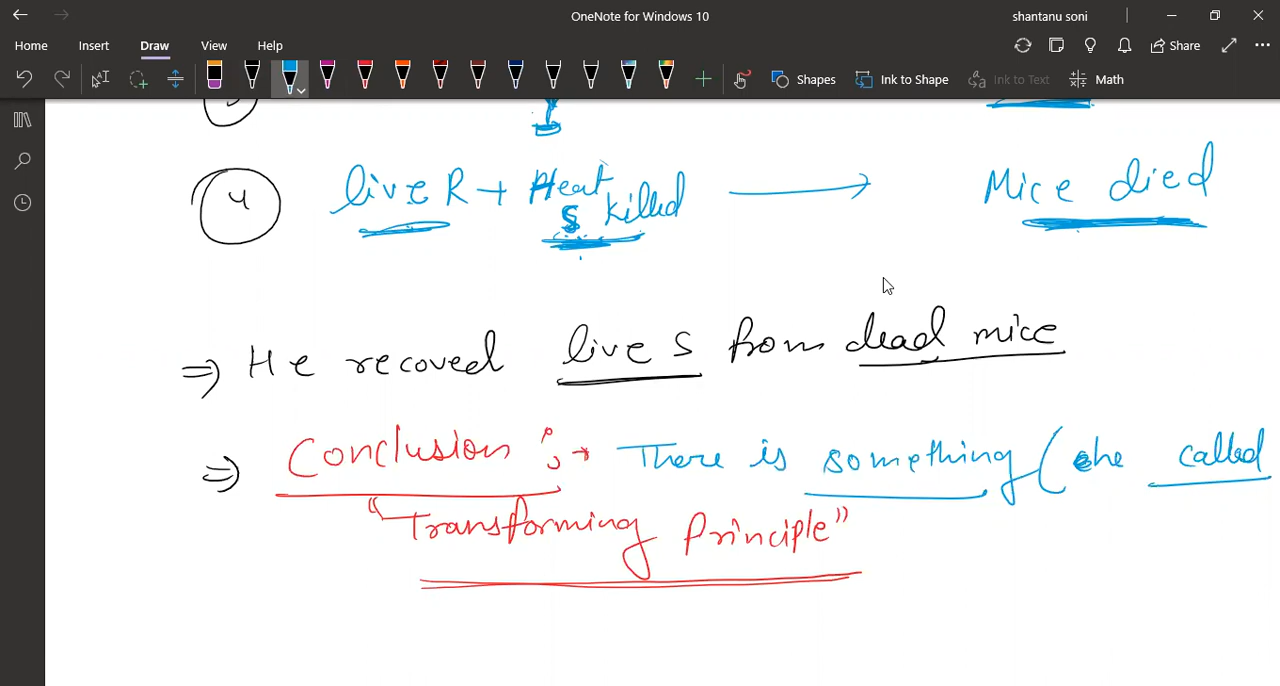 OneNote for Windows 10
shantanu soni
Home Insert Draw View Help
Share
Shapes Ink to Shape Ink to Text Math
4 live R + Heat killed S → Mice died
⇒ He recoved live S from dead mice
⇒ Conclusion :→ There is something (he called
"Transforming Principle"